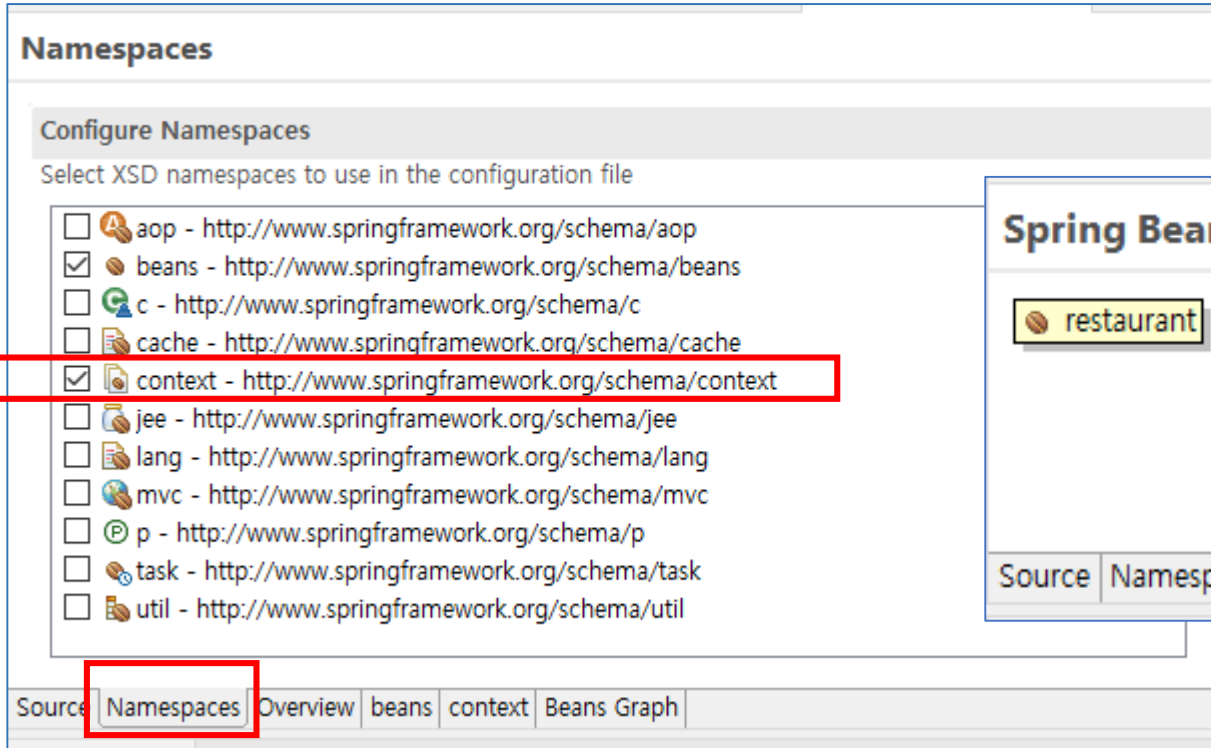 Namespaces
Configure Namespaces
Select XSD namespaces to use in the configuration file
aop - http://www.springframework.org/schema/aop
beans - http://www.springframework.org/schema/beans
c - http://www.springframework.org/schema/c
cache - http://www.springframework.org/schema/cache
context - http://www.springframework.org/schema/context
jee - http://www.springframework.org/schema/jee
lang - http://www.springframework.org/schema/lang
mvc - http://www.springframework.org/schema/mvc
p - http://www.springframework.org/schema/p
task - http://www.springframework.org/schema/task
util - http://www.springframework.org/schema/util
Source Namespaces Overview beans context Beans Graph
Spring
restaurant
Source